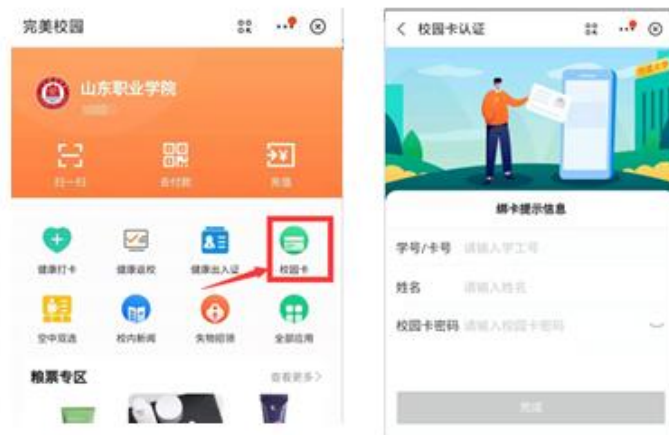 完美校园
山东职业学院
扫一扫
去付款
充值
健康打卡
健康返校
健康出入证
校园卡
空中双选
校内新闻
失物招领
全部应用
粮票专区
查看更多>
校园卡认证
绑卡提示信息
学号/卡号 请输入学工号
姓名 请输入姓名
校园卡密码 请输入校园卡密码
完成